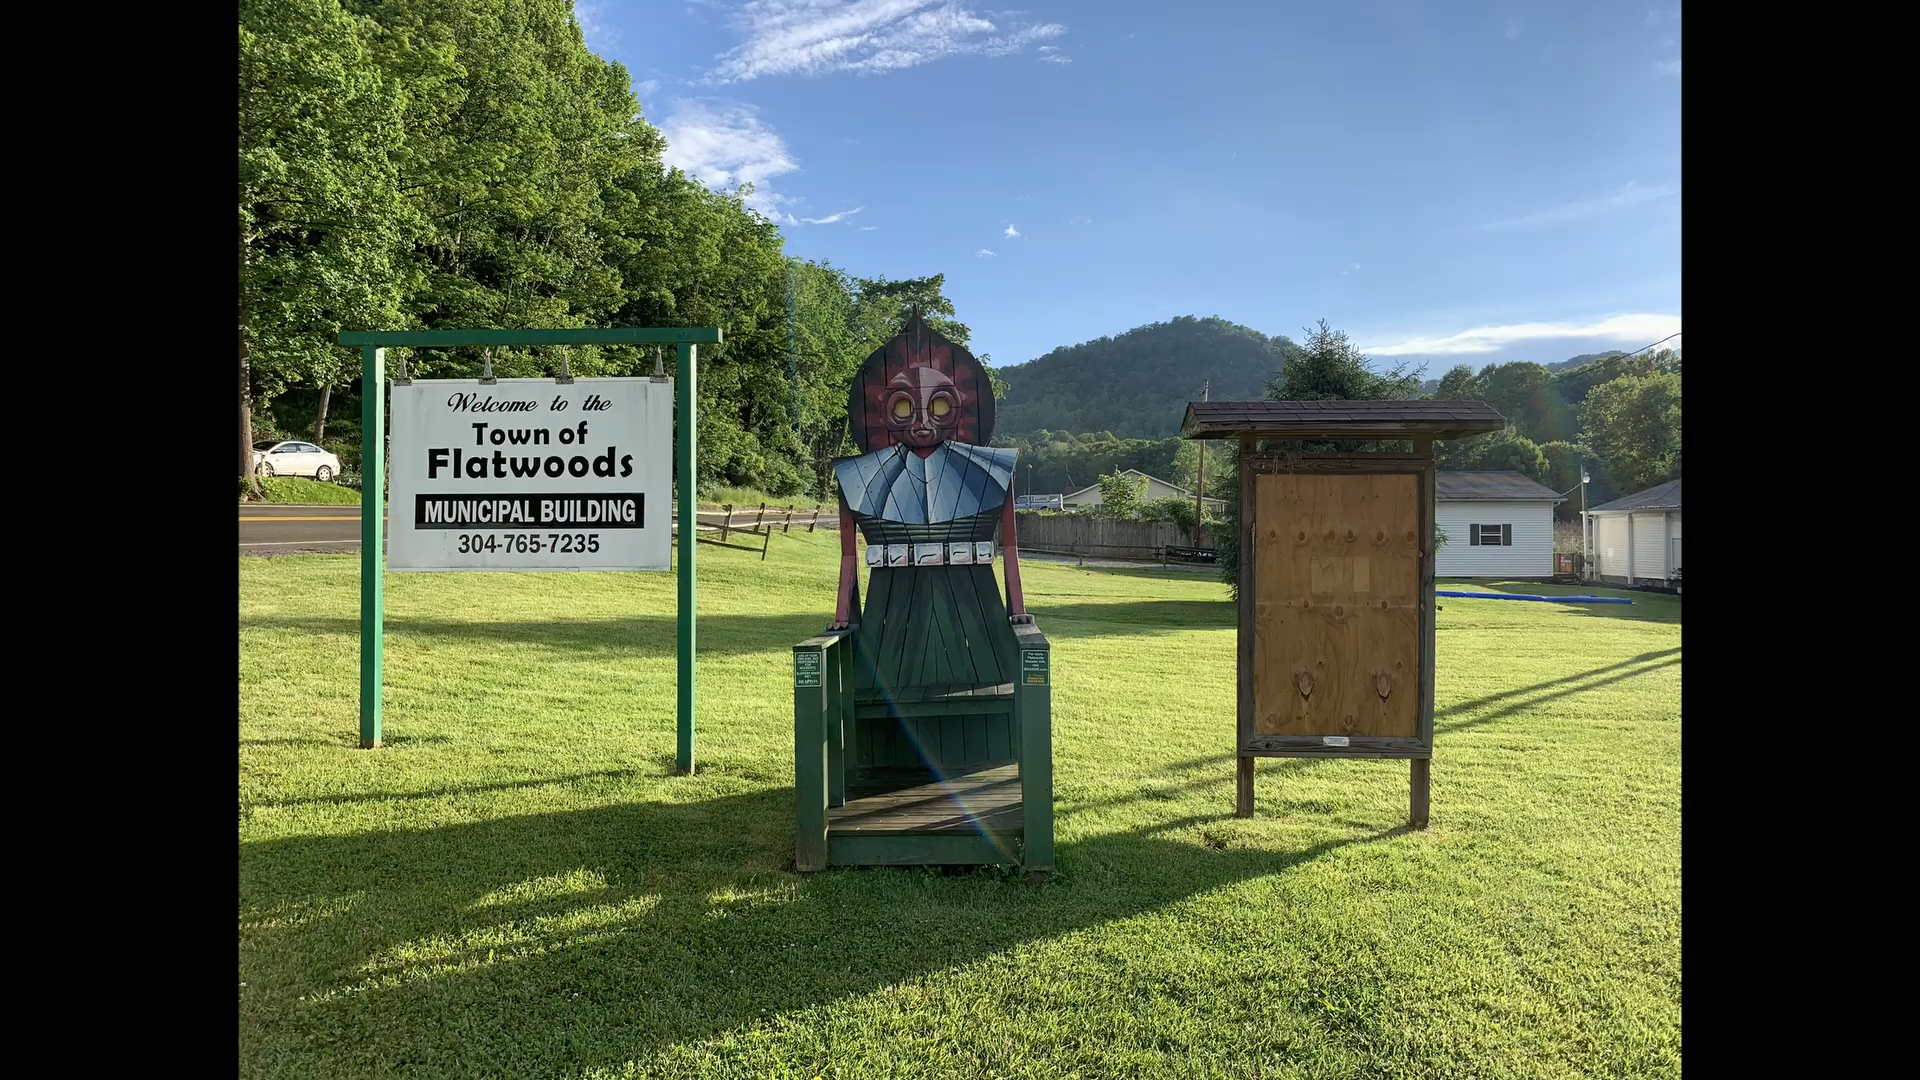 Welcome to the
Town of
Flatwoods
MUNICIPAL BUILDING
304-765-7235